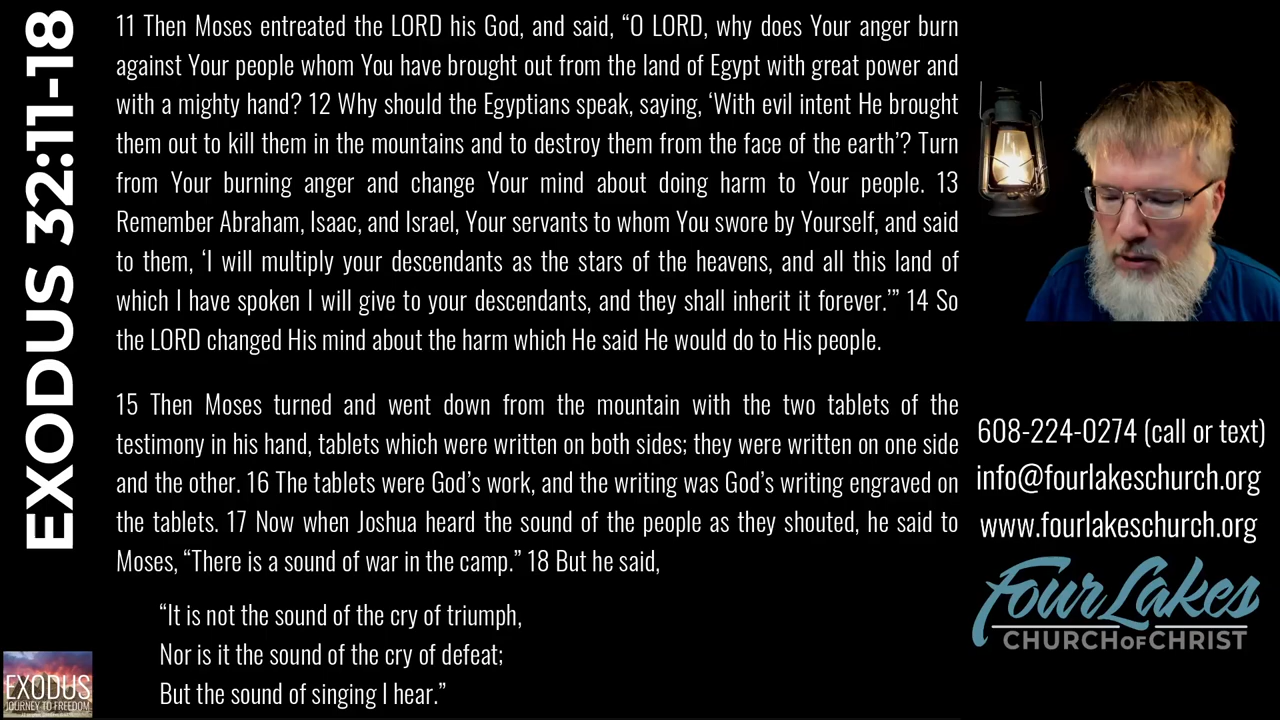 EXODUS 32:11-18
11 Then Moses entreated the LORD his God, and said, “O LORD, why does Your anger burn
against Your people whom You have brought out from the land of Egypt with great power and
with a mighty hand? 12 Why should the Egyptians speak, saying, ‘With evil intent He brought
them out to kill them in the mountains and to destroy them from the face of the earth’? Turn
from Your burning anger and change Your mind about doing harm to Your people. 13
Remember Abraham, Isaac, and Israel, Your servants to whom You swore by Yourself, and said
to them, ‘I will multiply your descendants as the stars of the heavens, and all this land of
which I have spoken I will give to your descendants, and they shall inherit it forever.’” 14 So
the LORD changed His mind about the harm which He said He would do to His people.
15 Then Moses turned and went down from the mountain with the two tablets of the
testimony in his hand, tablets which were written on both sides; they were written on one side
and the other. 16 The tablets were God’s work, and the writing was God’s writing engraved on
the tablets. 17 Now when Joshua heard the sound of the people as they shouted, he said to
Moses, “There is a sound of war in the camp.” 18 But he said,
“It is not the sound of the cry of triumph,
Nor is it the sound of the cry of defeat;
But the sound of singing I hear.”
608-224-0274 (call or text)
info@fourlakeschurch.org
www.fourlakeschurch.org
Four Lakes
CHURCH OF CHRIST
EXODUS
JOURNEY TO FREEDOM